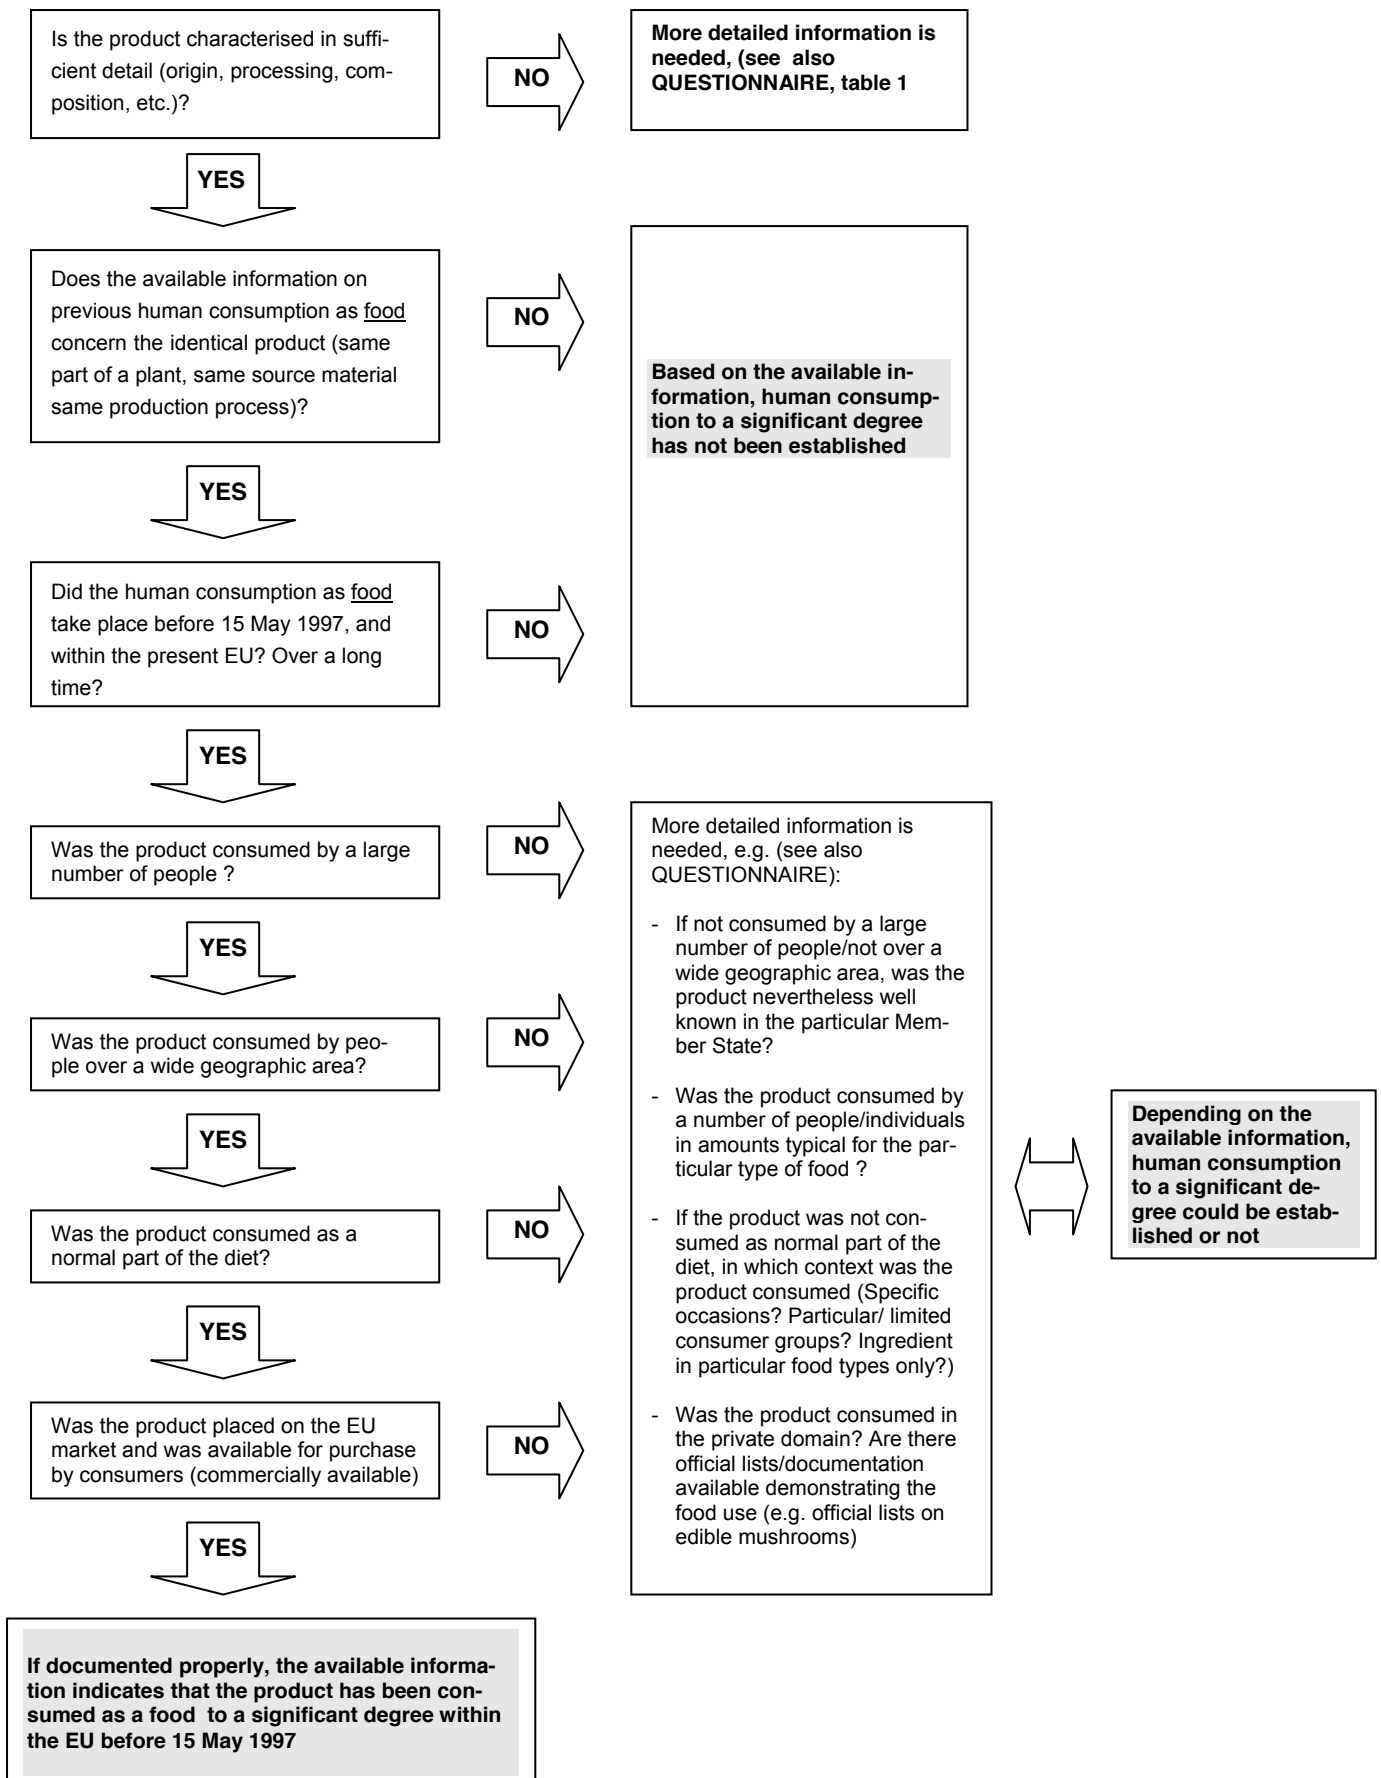 Is the product characterised in suffi-
cient detail (origin, processing, com-
position, etc.)?
NO
More detailed information is
needed, (see also
QUESTIONNAIRE, table 1
YES
Does the available information on
previous human consumption as food
concern the identical product (same
part of a plant, same source material
same production process)?
NO
Based on the available in-
formation, human consump-
tion to a significant degree
has not been established
YES
Did the human consumption as food
take place before 15 May 1997, and
within the present EU? Over a long
time?
NO
YES
Was the product consumed by a large
number of people ?
NO
YES
Was the product consumed by peo-
ple over a wide geographic area?
NO
YES
Was the product consumed as a
normal part of the diet?
NO
YES
Was the product placed on the EU
market and was available for purchase
by consumers (commercially available)
NO
More detailed information is
needed, e.g. (see also
QUESTIONNAIRE):
- If not consumed by a large
number of people/not over a
wide geographic area, was the
product nevertheless well
known in the particular Mem-
ber State?
- Was the product consumed by
a number of people/individuals
in amounts typical for the par-
ticular type of food ?
- If the product was not con-
sumed as normal part of the
diet, in which context was the
product consumed (Specific
occasions? Particular/ limited
consumer groups? Ingredient
in particular food types only?)
- Was the product consumed in
the private domain? Are there
official lists/documentation
available demonstrating the
food use (e.g. official lists on
edible mushrooms)
Depending on the
available information,
human consumption
to a significant de-
gree could be estab-
lished or not
YES
If documented properly, the available informa-
tion indicates that the product has been con-
sumed as a food  to a significant degree within
the EU before 15 May 1997